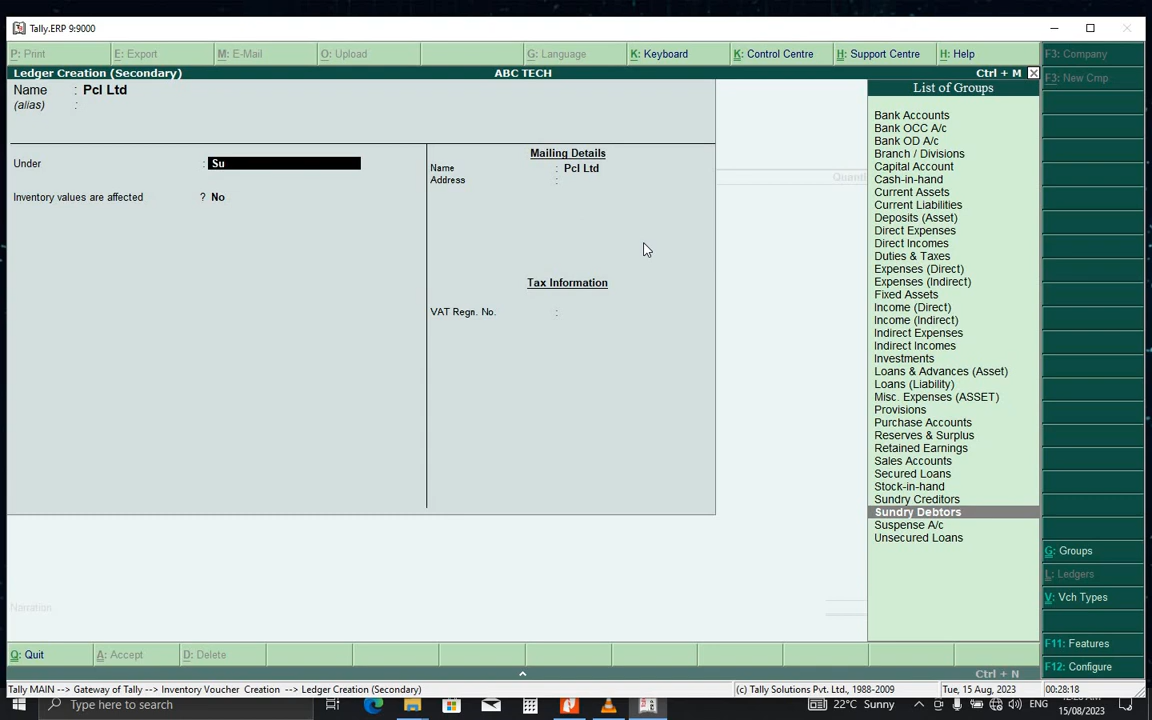 Tally.ERP 9:9000
P: Print E: Export M: E-Mail O: Upload G: Language K: Keyboard K: Control Centre H: Support Centre H: Help
F3: Company
F3: New Cmp
Ledger Creation (Secondary) ABC TECH Ctrl + M
Name : Pcl Ltd
(alias) :
Under : Su
Inventory values are affected ? No
Mailing Details
Name : Pcl Ltd
Address :
Tax Information
VAT Regn. No. :
Quanti
List of Groups
Bank Accounts
Bank OCC A/c
Bank OD A/c
Branch / Divisions
Capital Account
Cash-in-hand
Current Assets
Current Liabilities
Deposits (Asset)
Direct Expenses
Direct Incomes
Duties & Taxes
Expenses (Direct)
Expenses (Indirect)
Fixed Assets
Income (Direct)
Income (Indirect)
Indirect Expenses
Indirect Incomes
Investments
Loans & Advances (Asset)
Loans (Liability)
Misc. Expenses (ASSET)
Provisions
Purchase Accounts
Reserves & Surplus
Retained Earnings
Sales Accounts
Secured Loans
Stock-in-hand
Sundry Creditors
Sundry Debtors
Suspense A/c
Unsecured Loans
G: Groups
L: Ledgers
V: Vch Types
F11: Features
F12: Configure
Narration
Q: Quit A: Accept D: Delete
Ctrl + N
Tally MAIN --> Gateway of Tally --> Inventory Voucher Creation --> Ledger Creation (Secondary) (c) Tally Solutions Pvt. Ltd., 1988-2009 Tue, 15 Aug, 2023 00:28:18
Type here to search 22°C Sunny ENG
15/08/2023